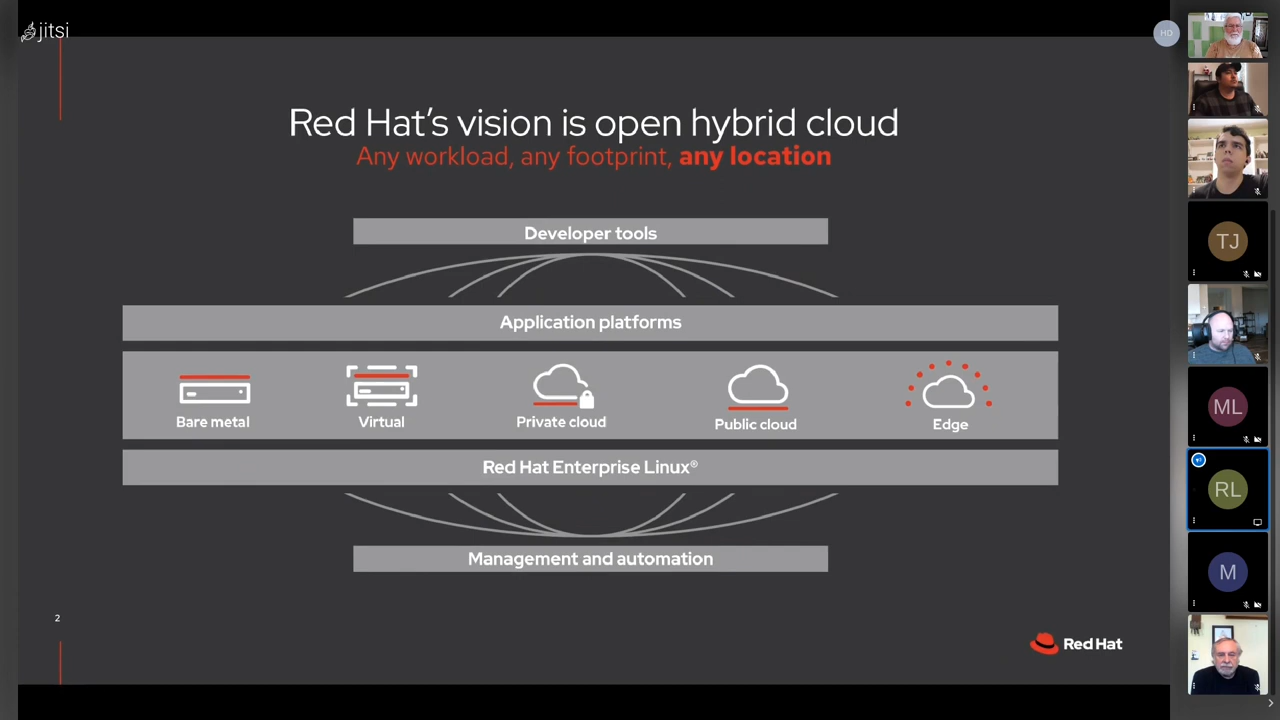 jitsi
HD
Red Hat's vision is open hybrid cloud
Any workload, any footprint, any location
Developer tools
Application platforms
Bare metal
Virtual
Private cloud
Public cloud
Edge
Red Hat Enterprise Linux®
Management and automation
2
Red Hat
TJ
ML
RL
M